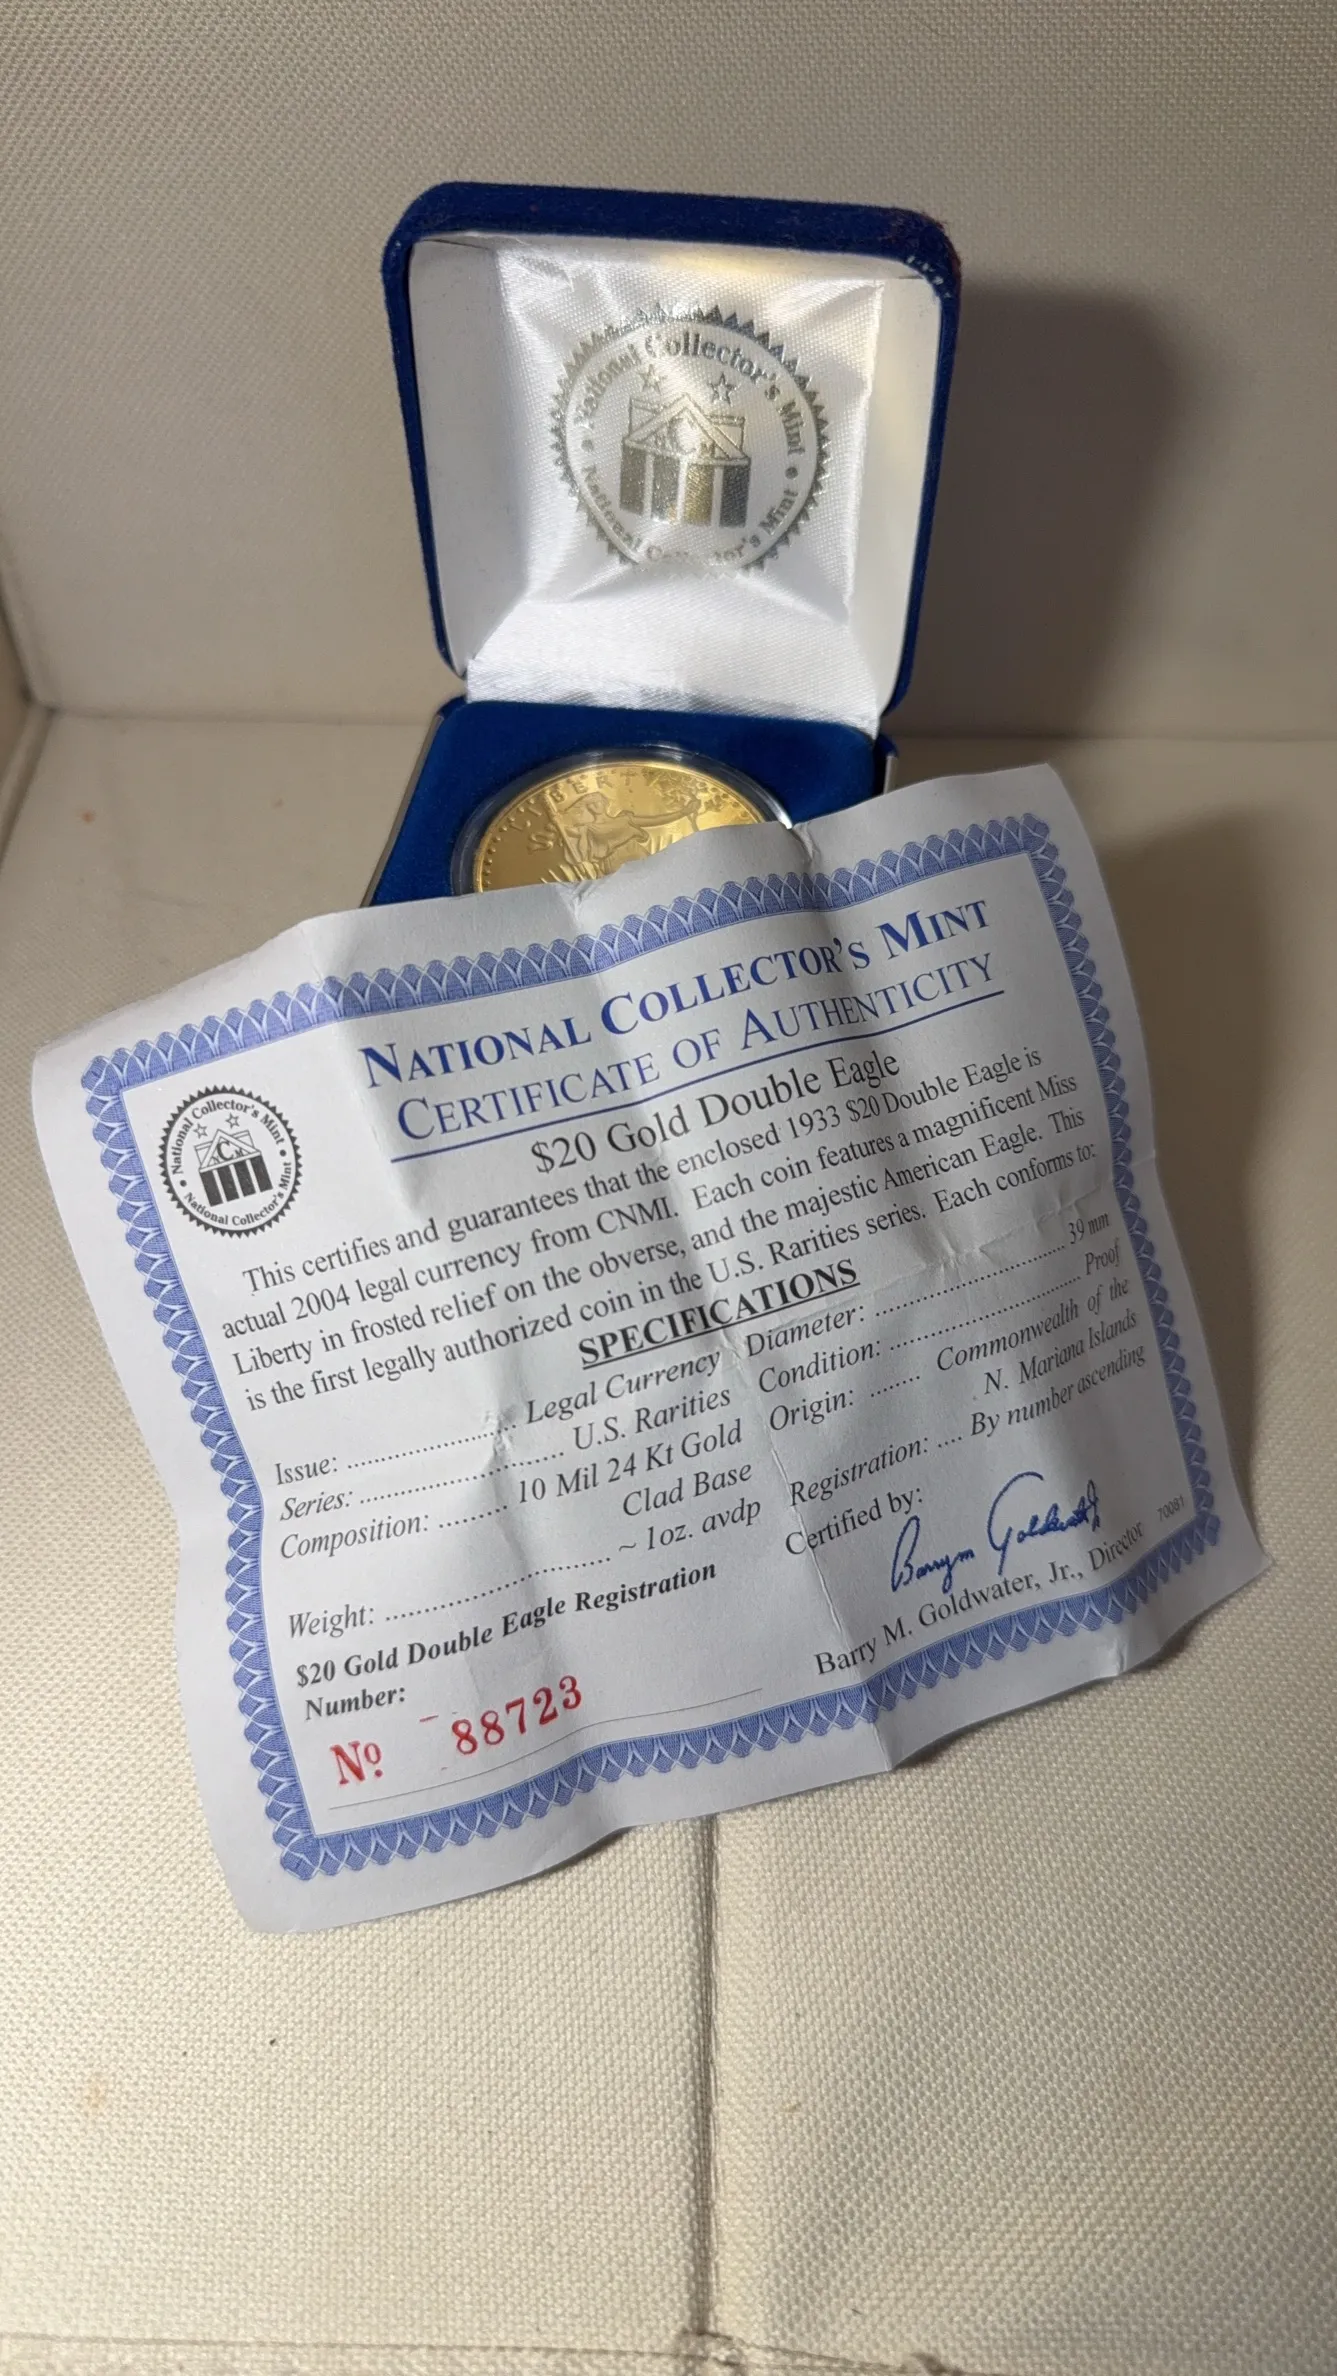 National Collector's Mint
NCM
National Collector's Mint
LIBERTY
NATIONAL COLLECTOR'S MINT
CERTIFICATE OF AUTHENTICITY
$20 Gold Double Eagle
National Collector's Mint
National Collector's Mint
This certifies and guarantees that the enclosed 1933 $20 Double Eagle is
actual 2004 legal currency from CNMI. Each coin features a magnificent Miss
Liberty in frosted relief on the obverse, and the majestic American Eagle. This
is the first legally authorized coin in the U.S. Rarities series. Each conforms to:
SPECIFICATIONS
Issue: .......................... Legal Currency
Series: .......................... U.S. Rarities
Composition: ......... 10 Mil 24 Kt Gold
Clad Base
Weight: .......................... ~ 1oz. avdp
Diameter: .......................... 39 mm
Condition: .......................... Proof
Origin: ........ Commonwealth of the
N. Mariana Islands
Registration: .... By number ascending
$20 Gold Double Eagle Registration
Number:
No 88723
Certified by:
Barry M Goldwater Jr
Barry M. Goldwater, Jr., Director
70081